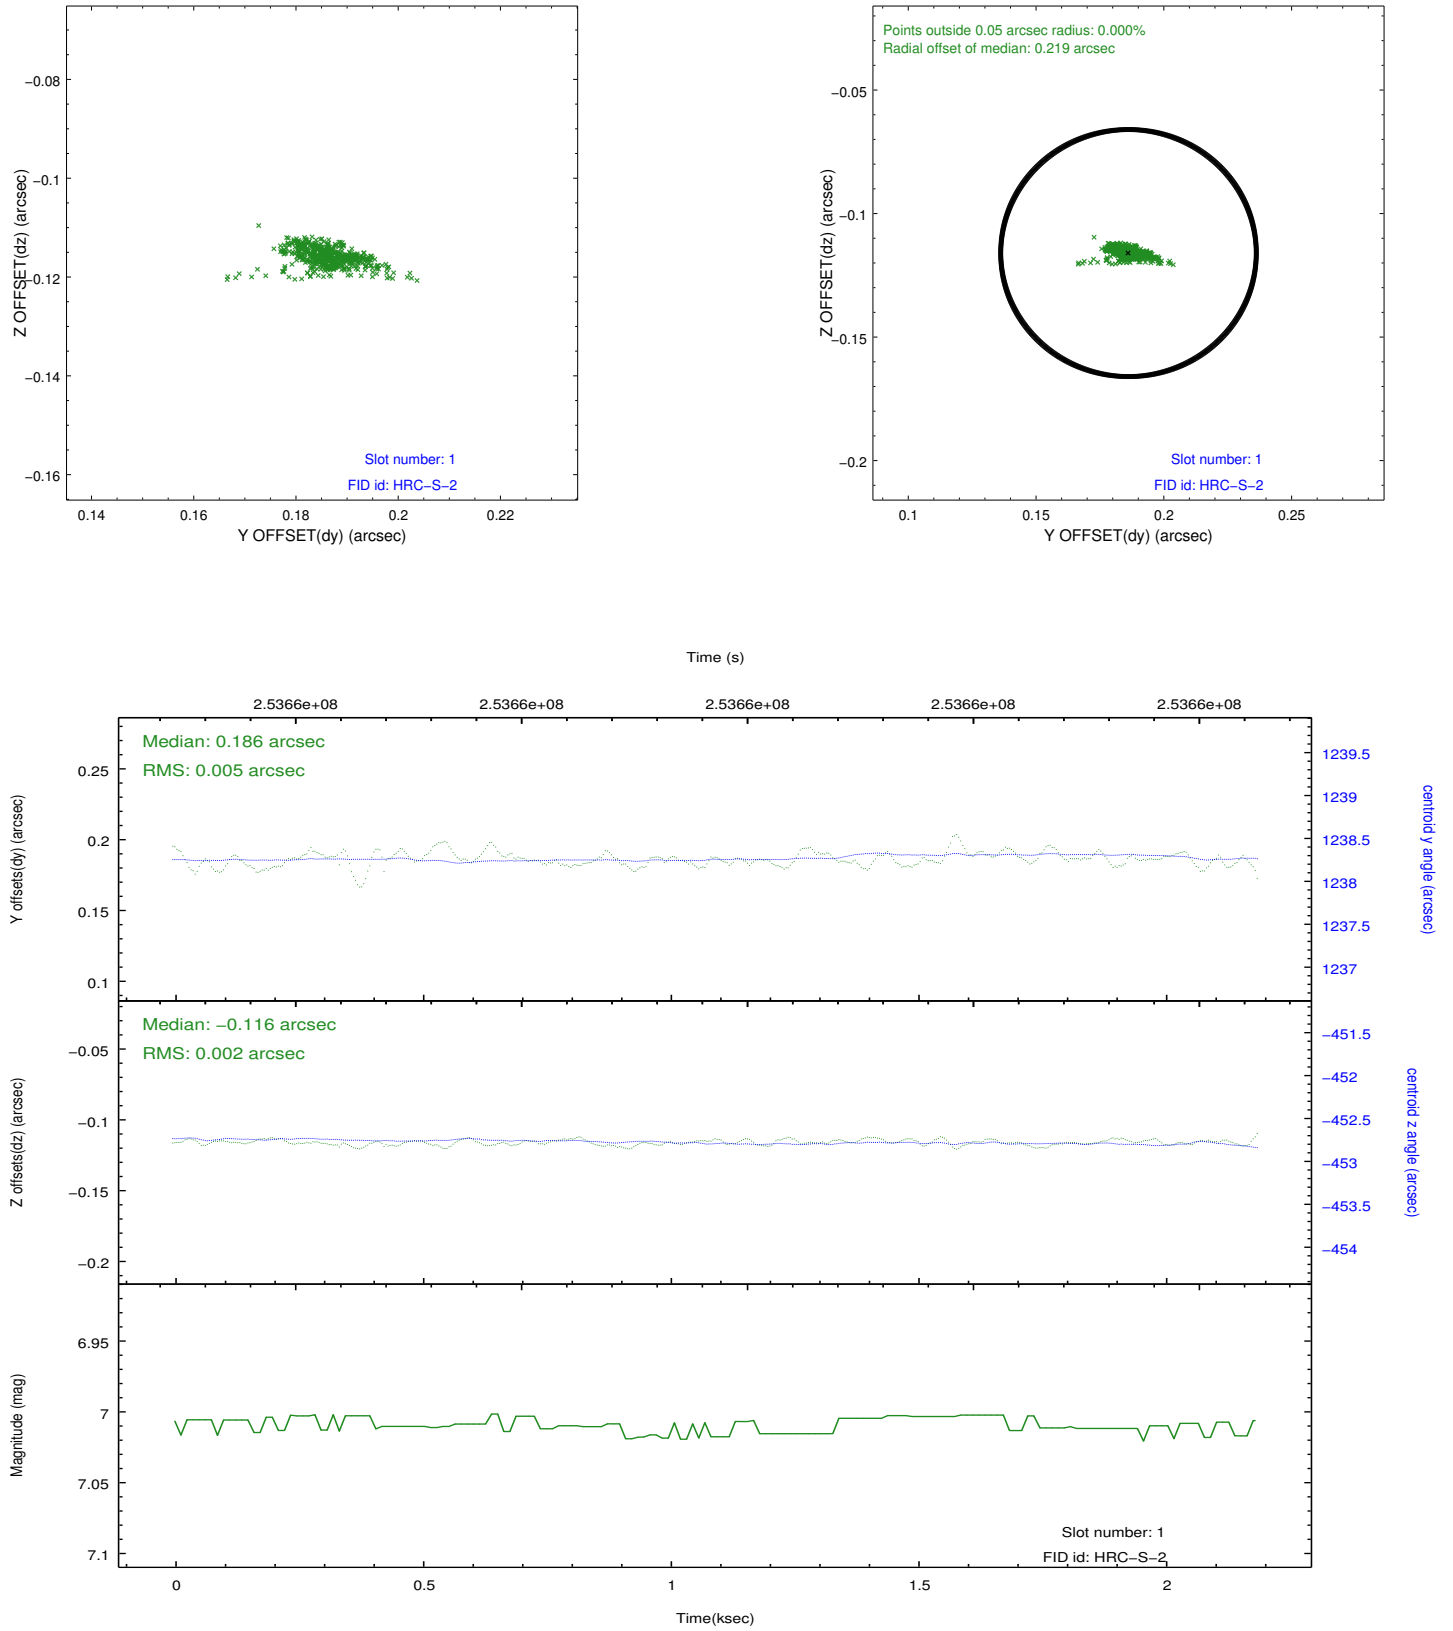 −0.08
−0.1
−0.12
−0.14
−0.16
Z OFFSET(dz) (arcsec)
Slot number: 1
FID id: HRC−S−2
0.14 0.16 0.18 0.2 0.22
Y OFFSET(dy) (arcsec)
Points outside 0.05 arcsec radius: 0.000%
Radial offset of median: 0.219 arcsec
−0.05
−0.1
−0.15
−0.2
Z OFFSET(dz) (arcsec)
Slot number: 1
FID id: HRC−S−2
0.1 0.15 0.2 0.25
Y OFFSET(dy) (arcsec)
Time (s)
2.5366e+08 2.5366e+08 2.5366e+08 2.5366e+08 2.5366e+08
Median: 0.186 arcsec
RMS: 0.005 arcsec
0.25
0.2
0.15
0.1
Y offsets(dy) (arcsec)
1239.5
1239
1238.5
1238
1237.5
1237
centroid y angle (arcsec)
Median: −0.116 arcsec
RMS: 0.002 arcsec
−0.05
−0.1
−0.15
−0.2
Z offsets(dz) (arcsec)
−451.5
−452
−452.5
−453
−453.5
−454
centroid z angle (arcsec)
6.95
7
7.05
7.1
Magnitude (mag)
Slot number: 1
FID id: HRC−S−2
0 0.5 1 1.5 2
Time(ksec)